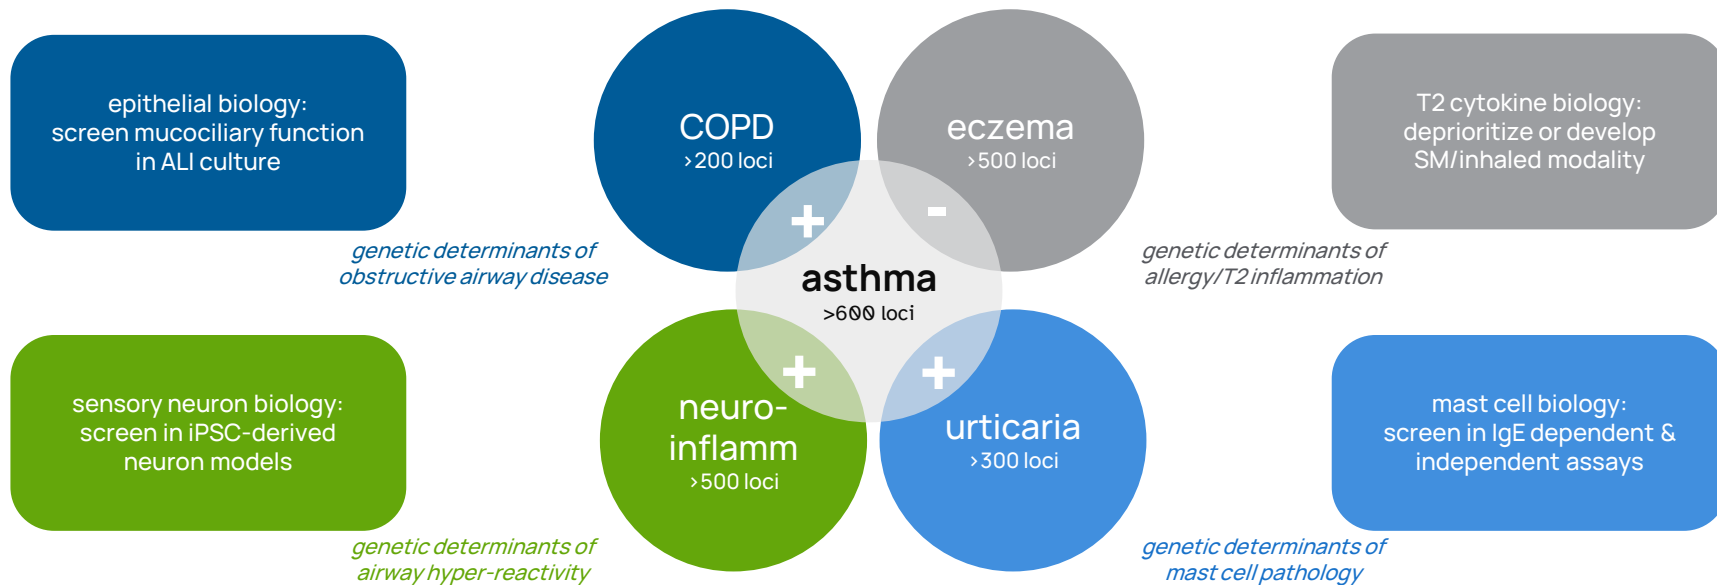 epithelial biology:
screen mucociliary function
in ALI culture
genetic determinants of
obstructive airway disease
COPD
>200 loci
+
eczema
>500 loci
-
T2 cytokine biology:
deprioritize or develop
SM/inhaled modality
genetic determinants of
allergy/T2 inflammation
asthma
>600 loci
sensory neuron biology:
screen in iPSC-derived
neuron models
genetic determinants of
airway hyper-reactivity
+
neuro-
inflamm
>500 loci
+
urticaria
>300 loci
mast cell biology:
screen in IgE dependent &
independent assays
genetic determinants of
mast cell pathology